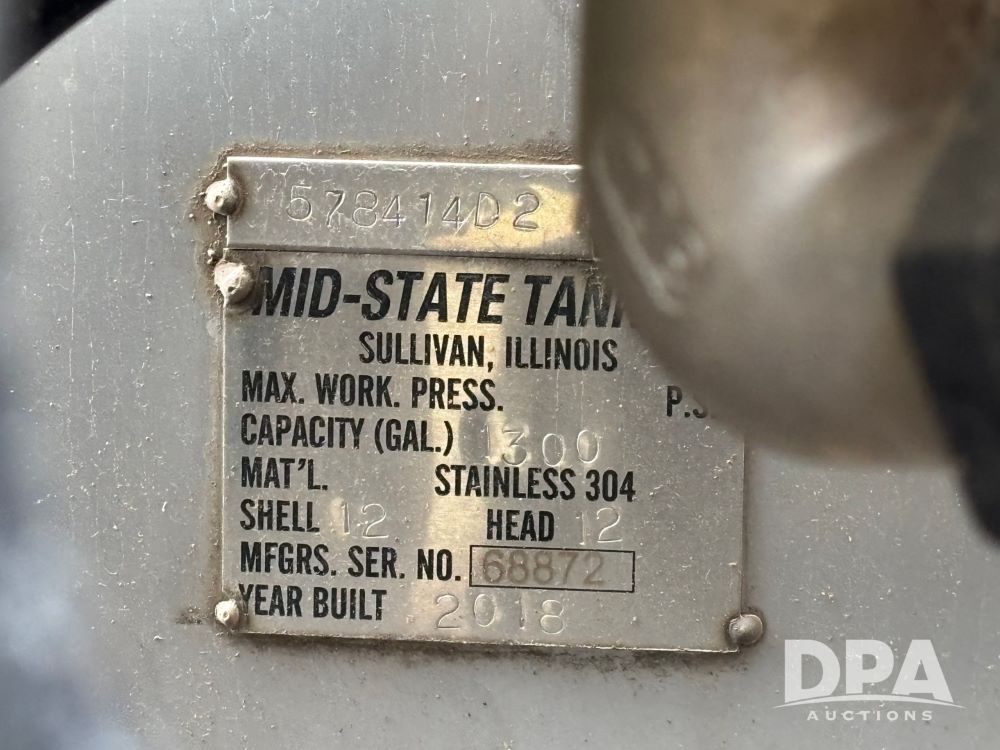 578414D2
MID-STATE TAN
SULLIVAN, ILLINOIS
MAX. WORK. PRESS. P.S.
CAPACITY (GAL.) 1300
MAT'L. STAINLESS 304
SHELL 12 HEAD 12
MFGRS. SER. NO. 68872
YEAR BUILT 2018
DPA
AUCTIONS